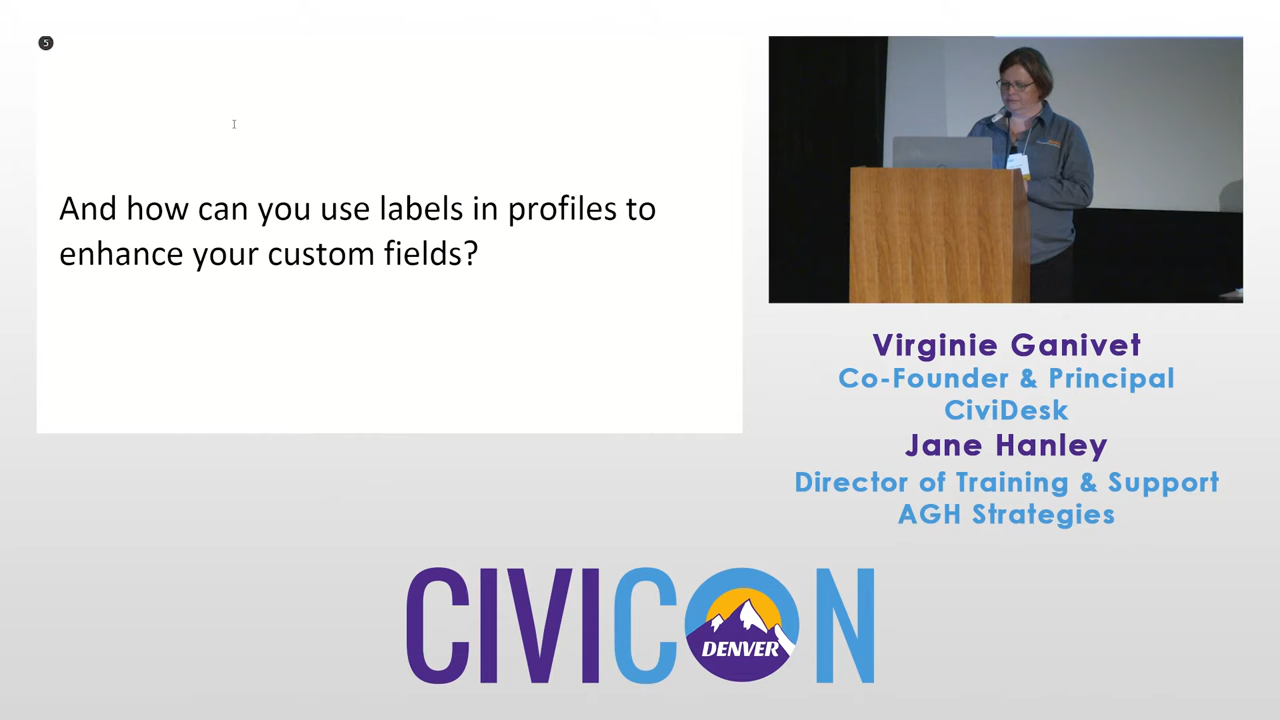 5
And how can you use labels in profiles to
enhance your custom fields?
Virginie Ganivet
Co-Founder & Principal
CiviDesk
Jane Hanley
Director of Training & Support
AGH Strategies
CIVICON
DENVER